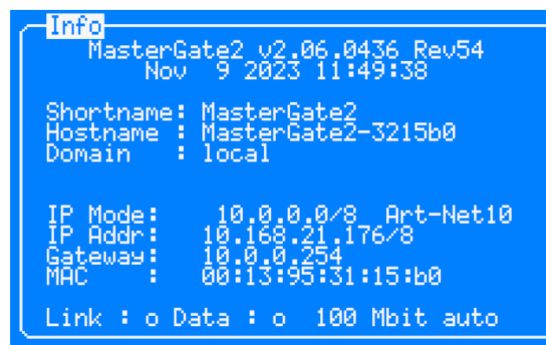 Info
MasterGate2 v2.06.0436 Rev54
Nov 9 2023 11:49:38
Shortname: MasterGate2
Hostname : MasterGate2-3215b0
Domain : local
IP Mode: 10.0.0.0/8 Art-Net10
IP Addr: 10.168.21.176/8
Gateway: 10.0.0.254
MAC : 00:13:95:31:15:b0
Link : o Data : o 100 Mbit auto